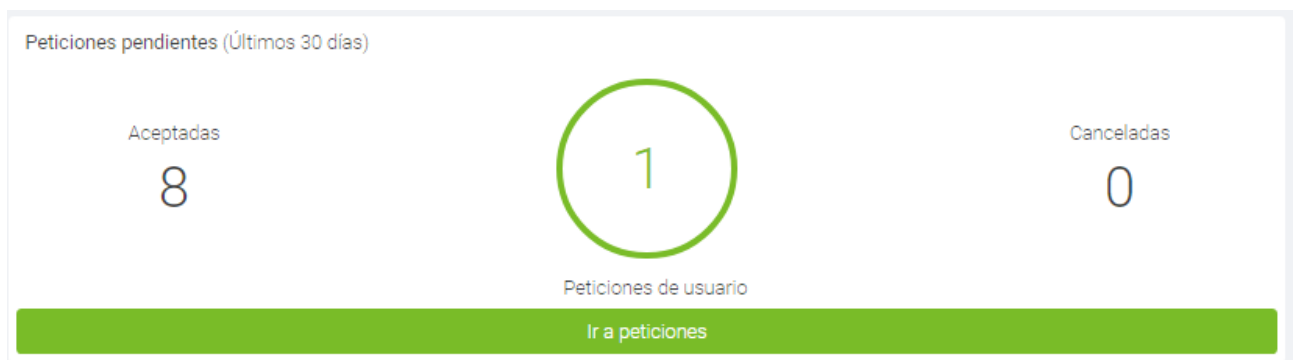 Peticiones pendientes (Últimos 30 días)
Aceptadas
8
1
Peticiones de usuario
Canceladas
0
Ir a peticiones